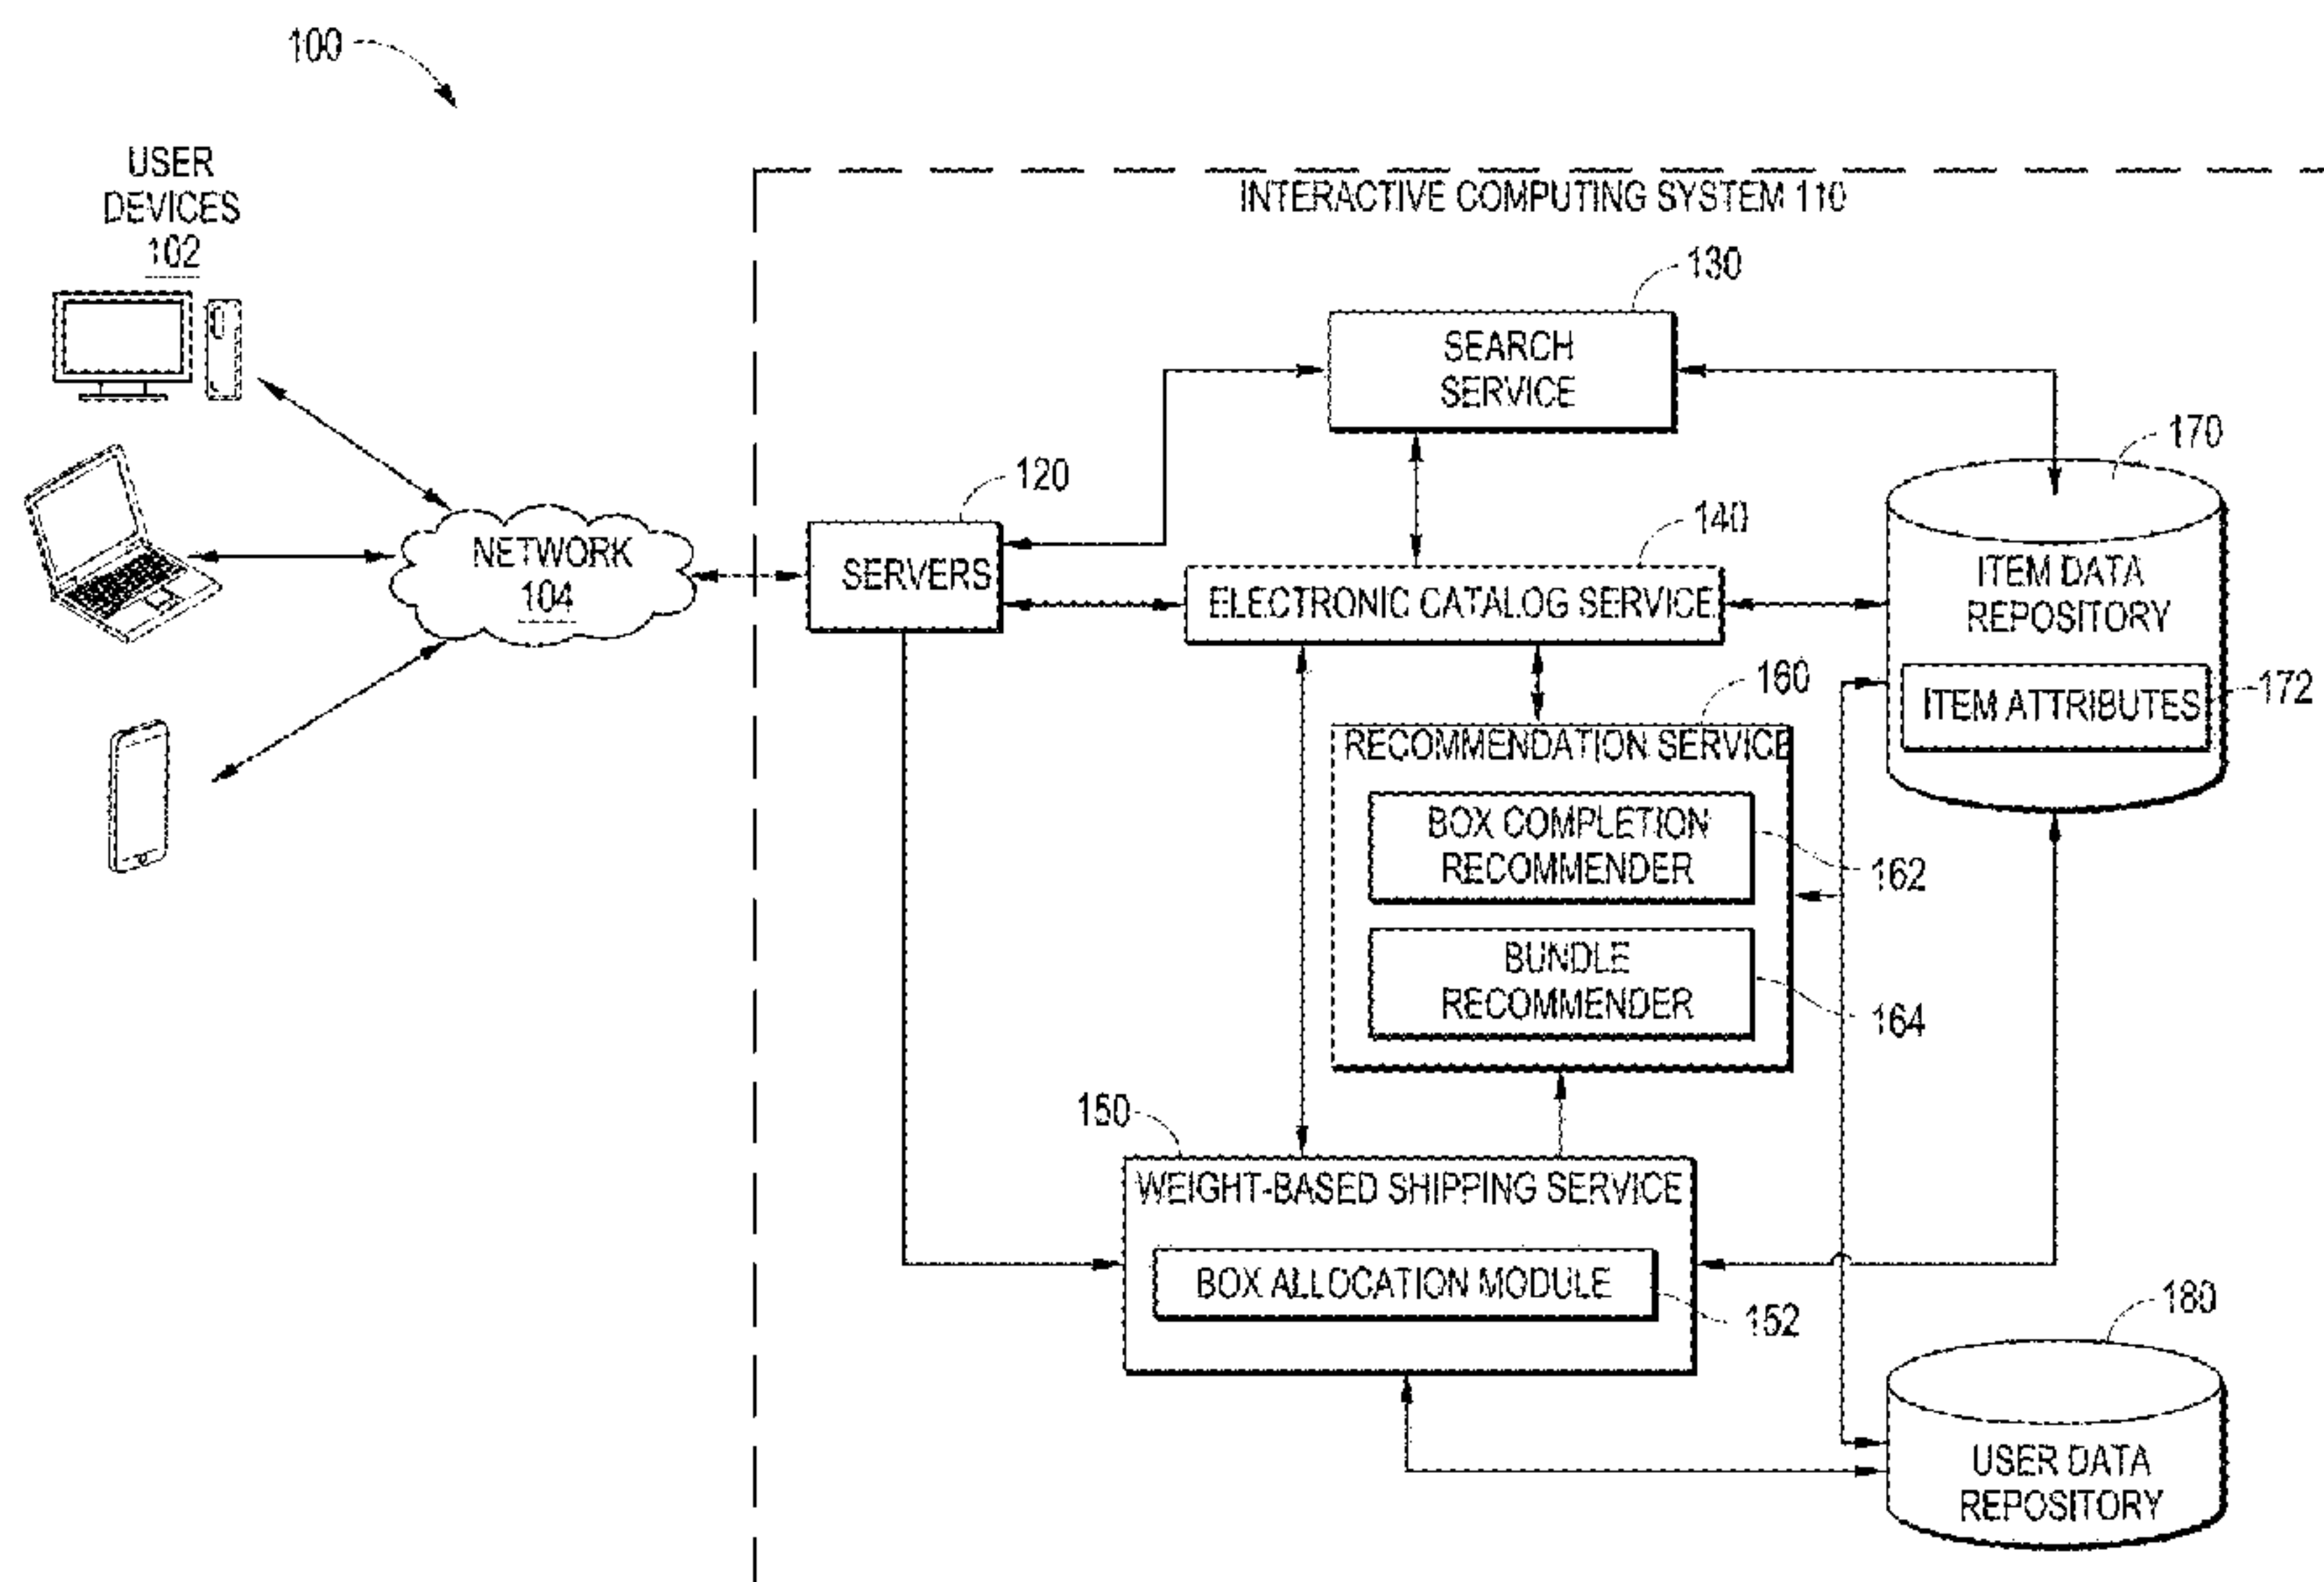 100
USER
DEVICES
102
INTERACTIVE COMPUTING SYSTEM 110
130
SEARCH
SERVICE
170
120
140
NETWORK
104
SERVERS
ELECTRONIC CATALOG SERVICE
ITEM DATA
REPOSITORY
160
172
ITEM ATTRIBUTES
RECOMMENDATION SERVICE
BOX COMPLETION
RECOMMENDER
162
BUNDLE
RECOMMENDER
164
150
WEIGHT-BASED SHIPPING SERVICE
BOX ALLOCATION MODULE
152
180
USER DATA
REPOSITORY